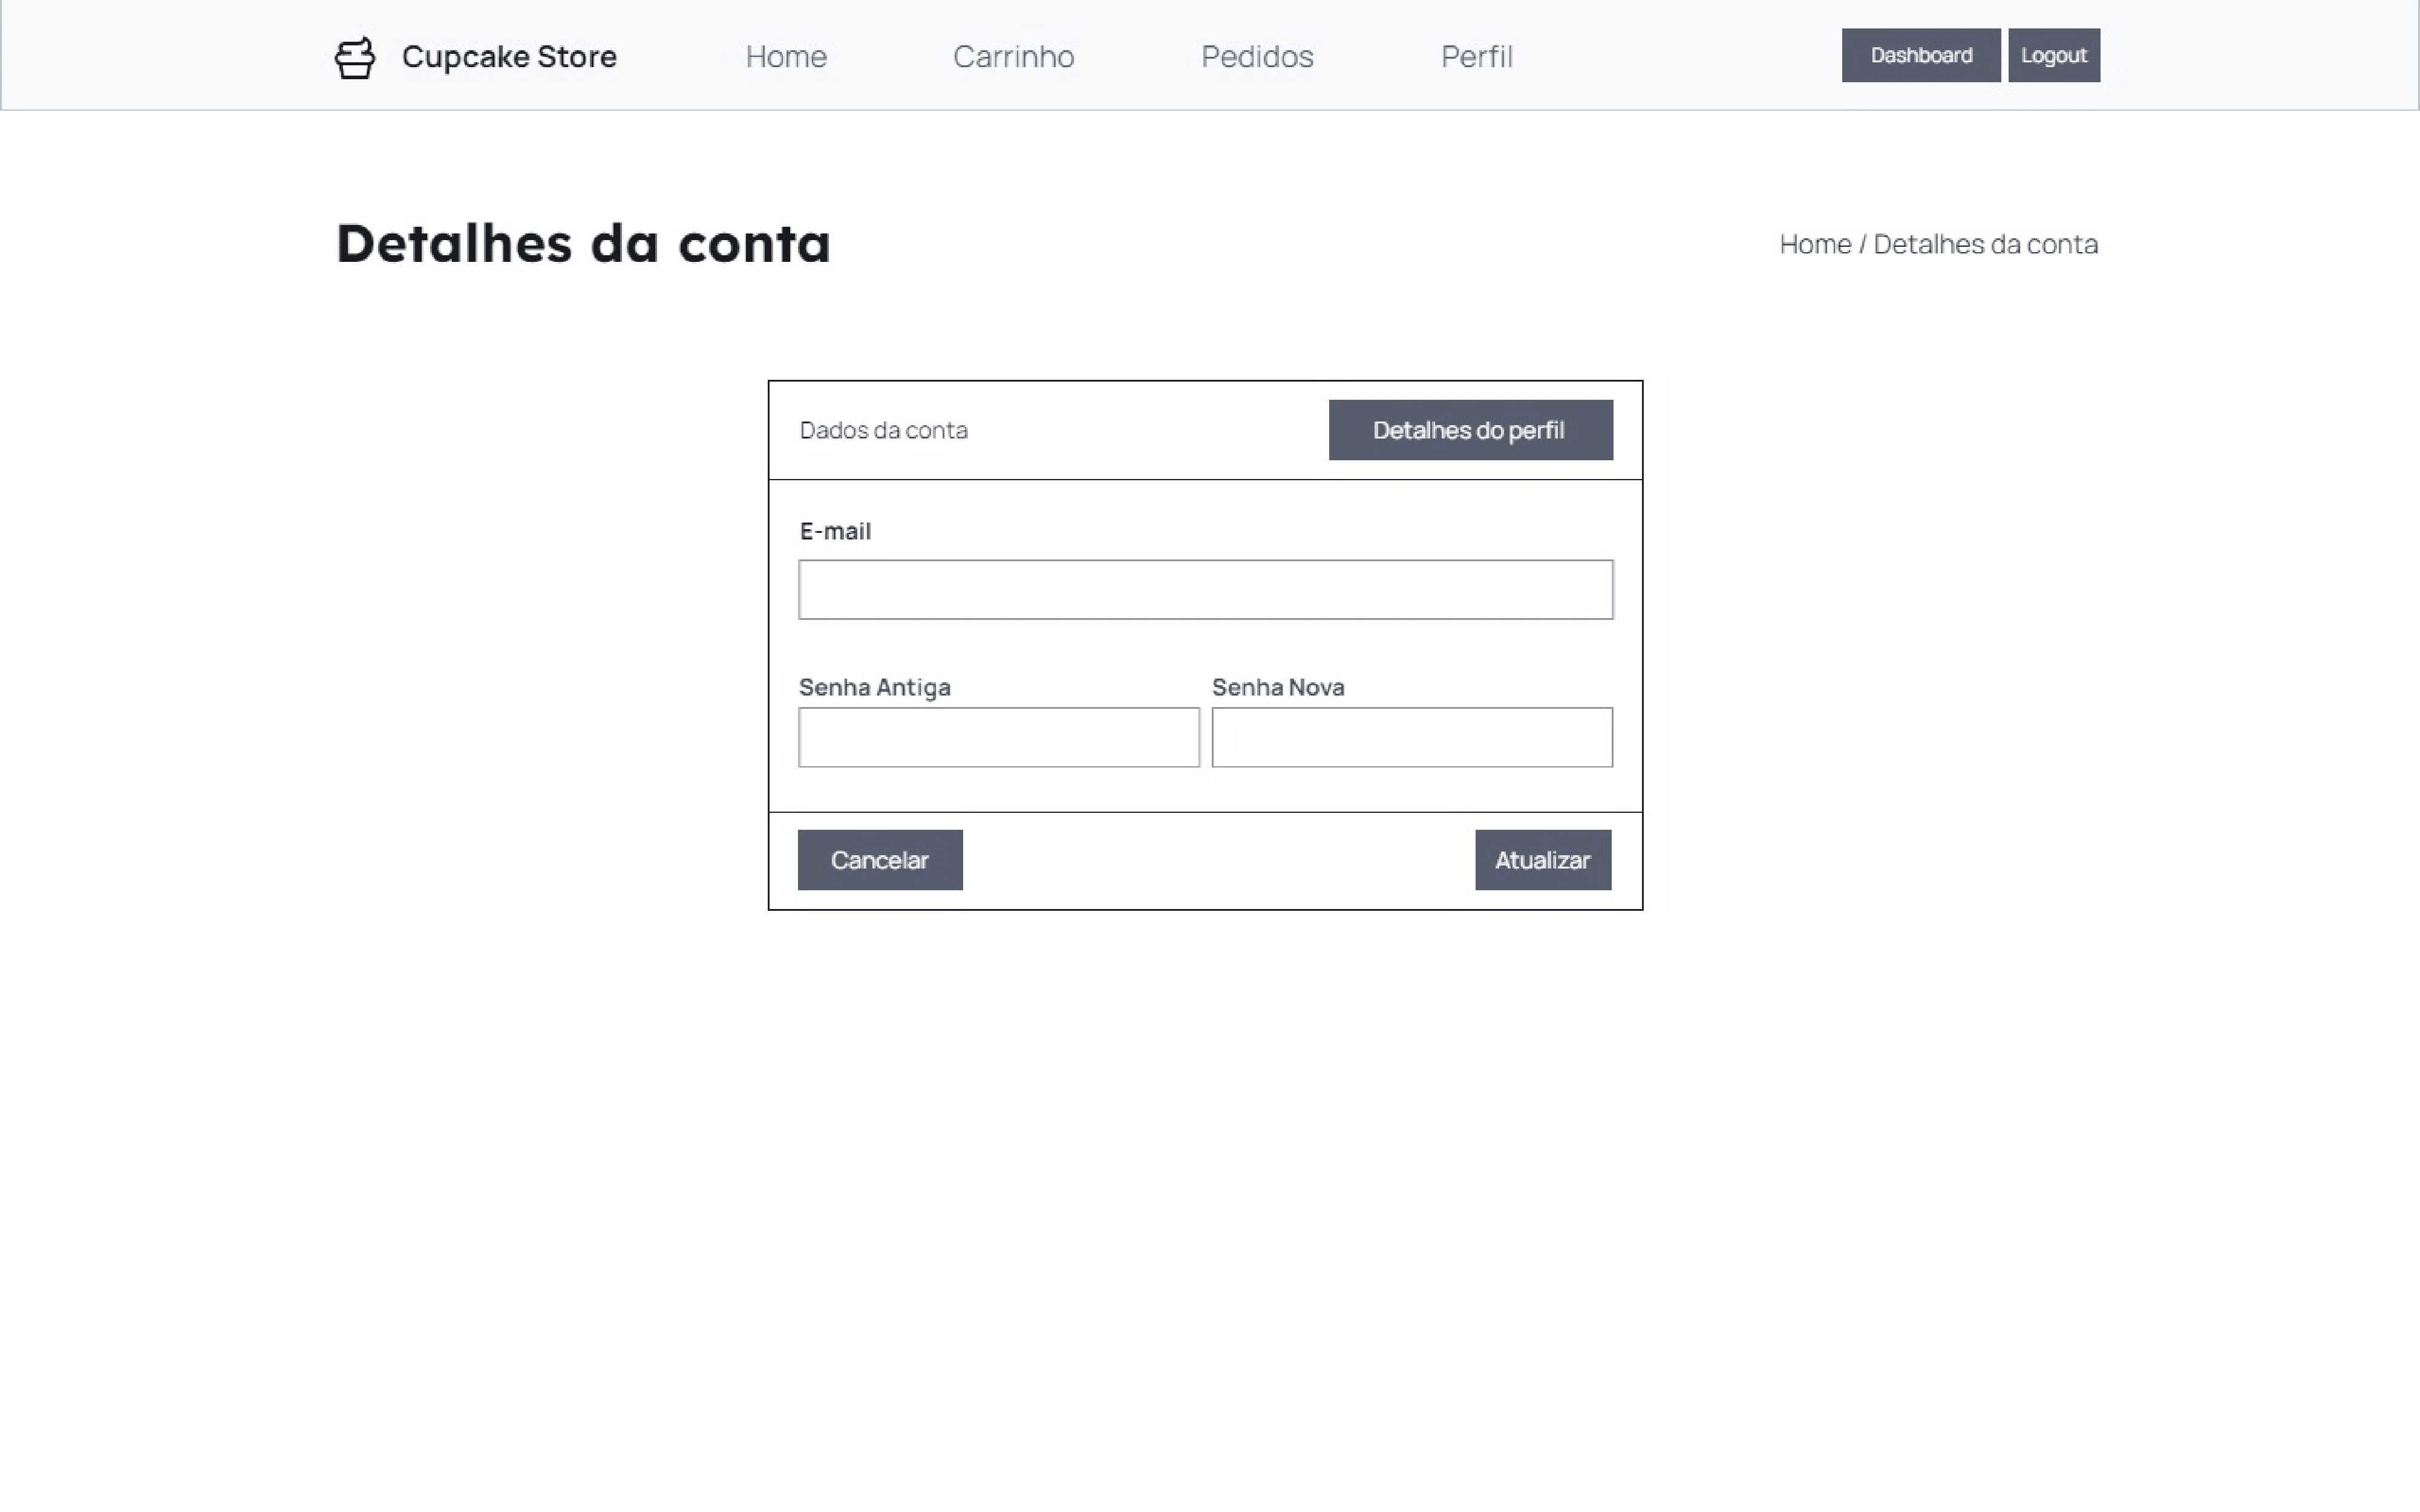 Cupcake Store Home Carrinho Pedidos Perfil Dashboard Logout
Detalhes da conta Home / Detalhes da conta
Dados da conta Detalhes do perfil
E-mail
Senha Antiga Senha Nova
Cancelar Atualizar